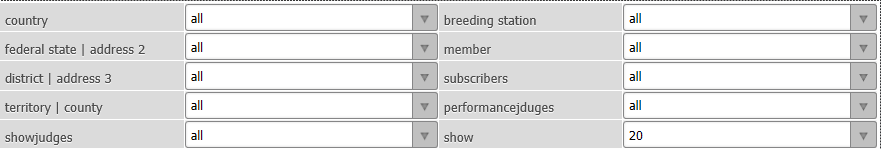 country all breeding station all
federal state | address 2 all member all
district | address 3 all subscribers all
territory | county all performancejduges all
showjudges all show 20